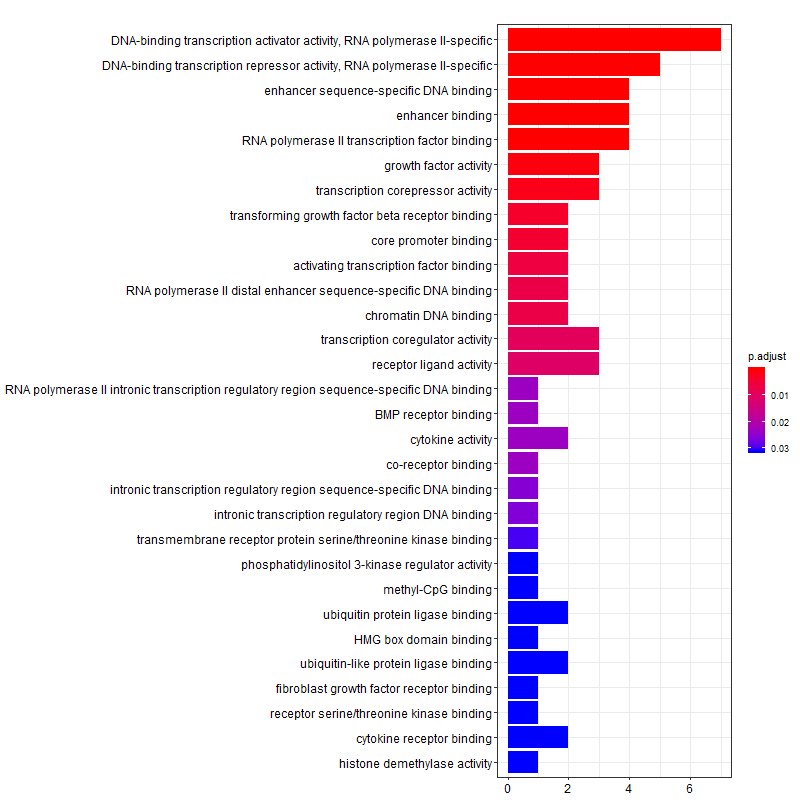 DNA-binding transcription activator activity, RNA polymerase II-specific
DNA-binding transcription repressor activity, RNA polymerase II-specific
enhancer sequence-specific DNA binding
enhancer binding
RNA polymerase II transcription factor binding
growth factor activity
transcription corepressor activity
transforming growth factor beta receptor binding
core promoter binding
activating transcription factor binding
RNA polymerase II distal enhancer sequence-specific DNA binding
chromatin DNA binding
transcription coregulator activity
receptor ligand activity
RNA polymerase II intronic transcription regulatory region sequence-specific DNA binding
BMP receptor binding
cytokine activity
co-receptor binding
intronic transcription regulatory region sequence-specific DNA binding
intronic transcription regulatory region DNA binding
transmembrane receptor protein serine/threonine kinase binding
phosphatidylinositol 3-kinase regulator activity
methyl-CpG binding
ubiquitin protein ligase binding
HMG box domain binding
ubiquitin-like protein ligase binding
fibroblast growth factor receptor binding
receptor serine/threonine kinase binding
cytokine receptor binding
histone demethylase activity
0 2 4 6
p.adjust
0.01
0.02
0.03